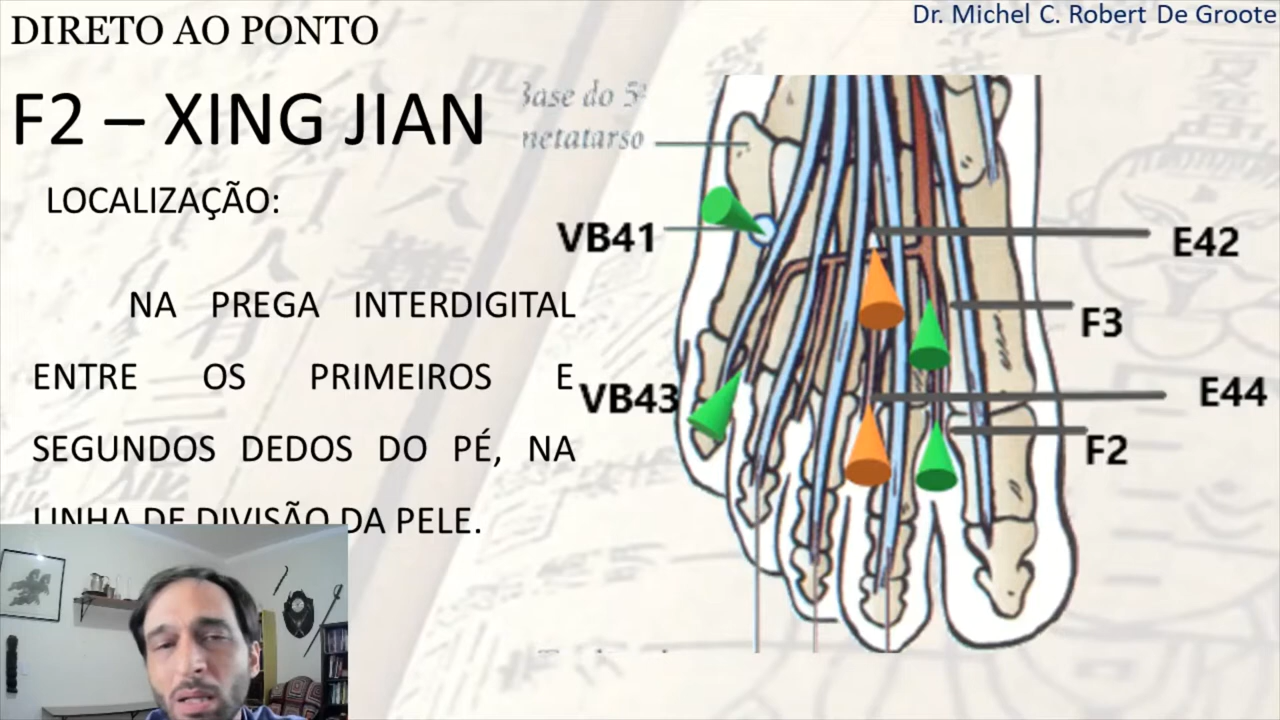 DIRETO AO PONTO
Dr. Michel C. Robert De Groote
F2 – XING JIAN
LOCALIZAÇÃO:
NA PREGA INTERDIGITAL
ENTRE OS PRIMEIROS E
SEGUNDOS DEDOS DO PÉ, NA
LINHA DE DIVISÃO DA PELE.
Base do 5º
metatarso
VB41
E42
F3
VB43
E44
F2